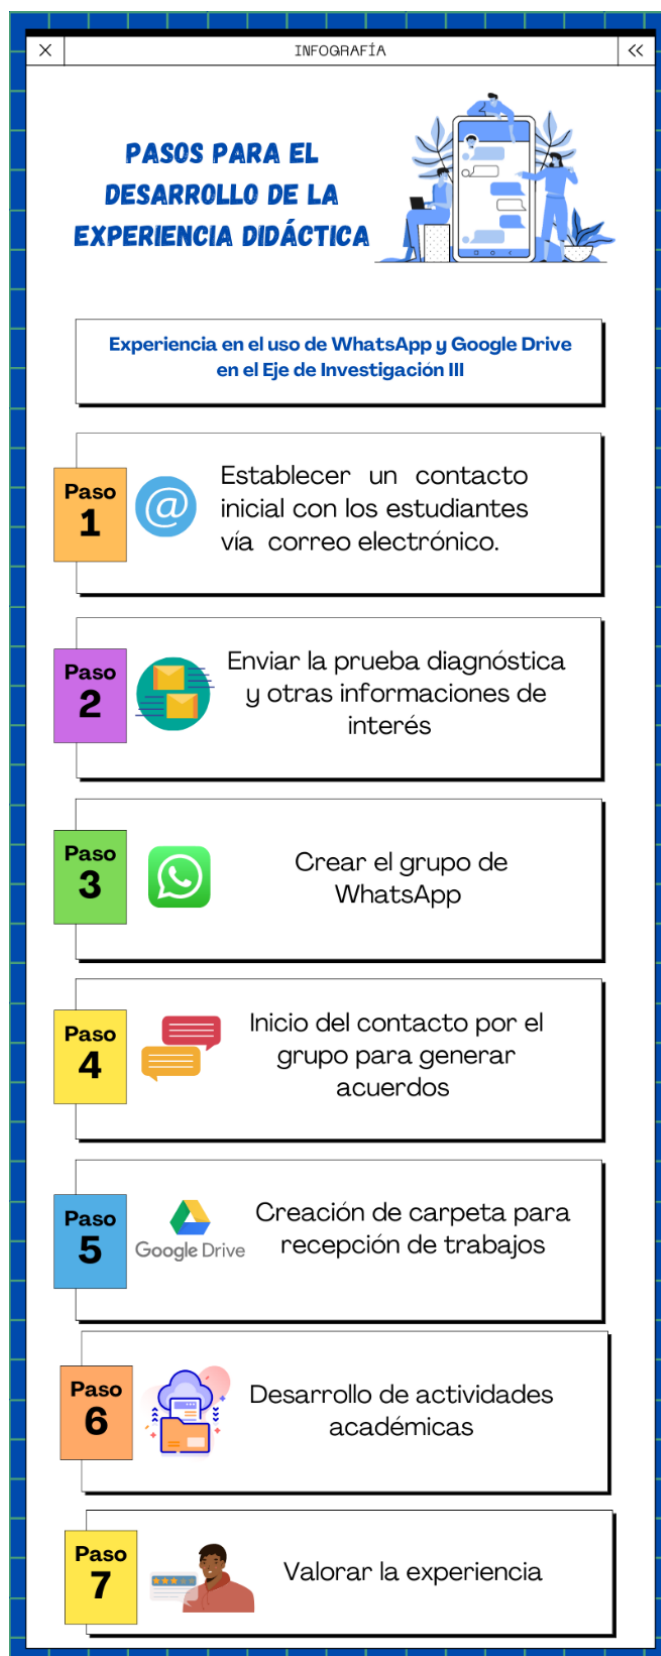 INFOGRAFÍA
PASOS PARA EL
DESARROLLO DE LA
EXPERIENCIA DIDÁCTICA
Experiencia en el uso de WhatsApp y Google Drive
en el Eje de Investigación III
Paso
1
@
Establecer un contacto
inicial con los estudiantes
vía correo electrónico.
Paso
2
Enviar la prueba diagnóstica
y otras informaciones de
interés
Paso
3
Crear el grupo de
WhatsApp
Paso
4
Inicio del contacto por el
grupo para generar
acuerdos
Paso
5
Google Drive
Creación de carpeta para
recepción de trabajos
Paso
6
Desarrollo de actividades
académicas
Paso
7
Valorar la experiencia